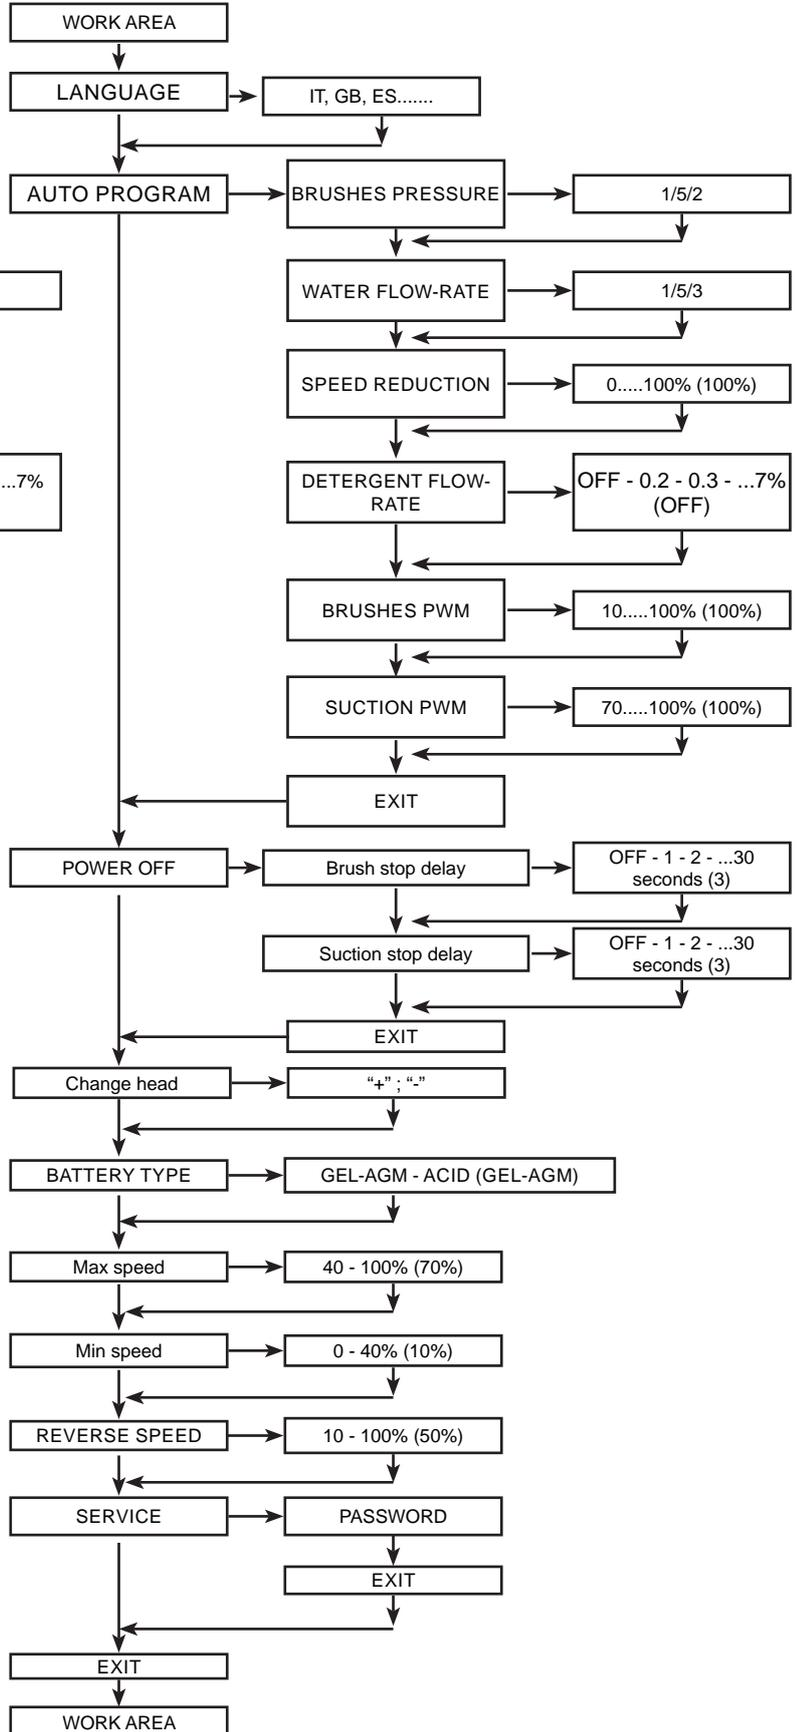 WORK AREA
LANGUAGE
IT, GB, ES.......
AUTO PROGRAM
BRUSHES PRESSURE
1/5/2
WATER FLOW-RATE
1/5/3
SPEED REDUCTION
0.....100% (100%)
...7%
DETERGENT FLOW-
RATE
OFF - 0.2 - 0.3 - ...7%
(OFF)
BRUSHES PWM
10.....100% (100%)
SUCTION PWM
70.....100% (100%)
EXIT
POWER OFF
Brush stop delay
OFF - 1 - 2 - ...30
seconds (3)
Suction stop delay
OFF - 1 - 2 - ...30
seconds (3)
EXIT
Change head
“+” ; “-”
BATTERY TYPE
GEL-AGM - ACID (GEL-AGM)
Max speed
40 - 100% (70%)
Min speed
0 - 40% (10%)
REVERSE SPEED
10 - 100% (50%)
SERVICE
PASSWORD
EXIT
EXIT
WORK AREA